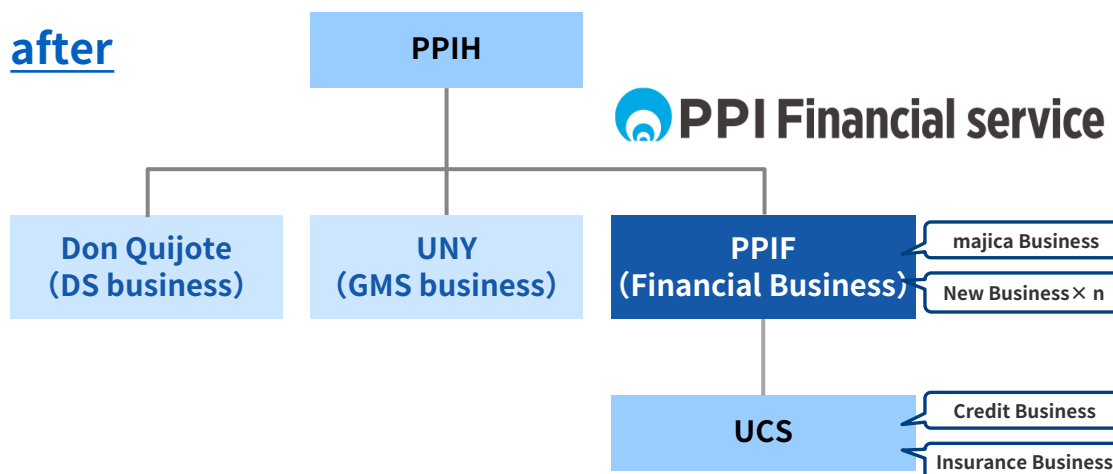 after
PPIH
PPI Financial service
Don Quijote
（DS business）
UNY
（GMS business）
PPIF
（Financial Business）
majica Business
New Business× n
UCS
Credit Business
Insurance Business